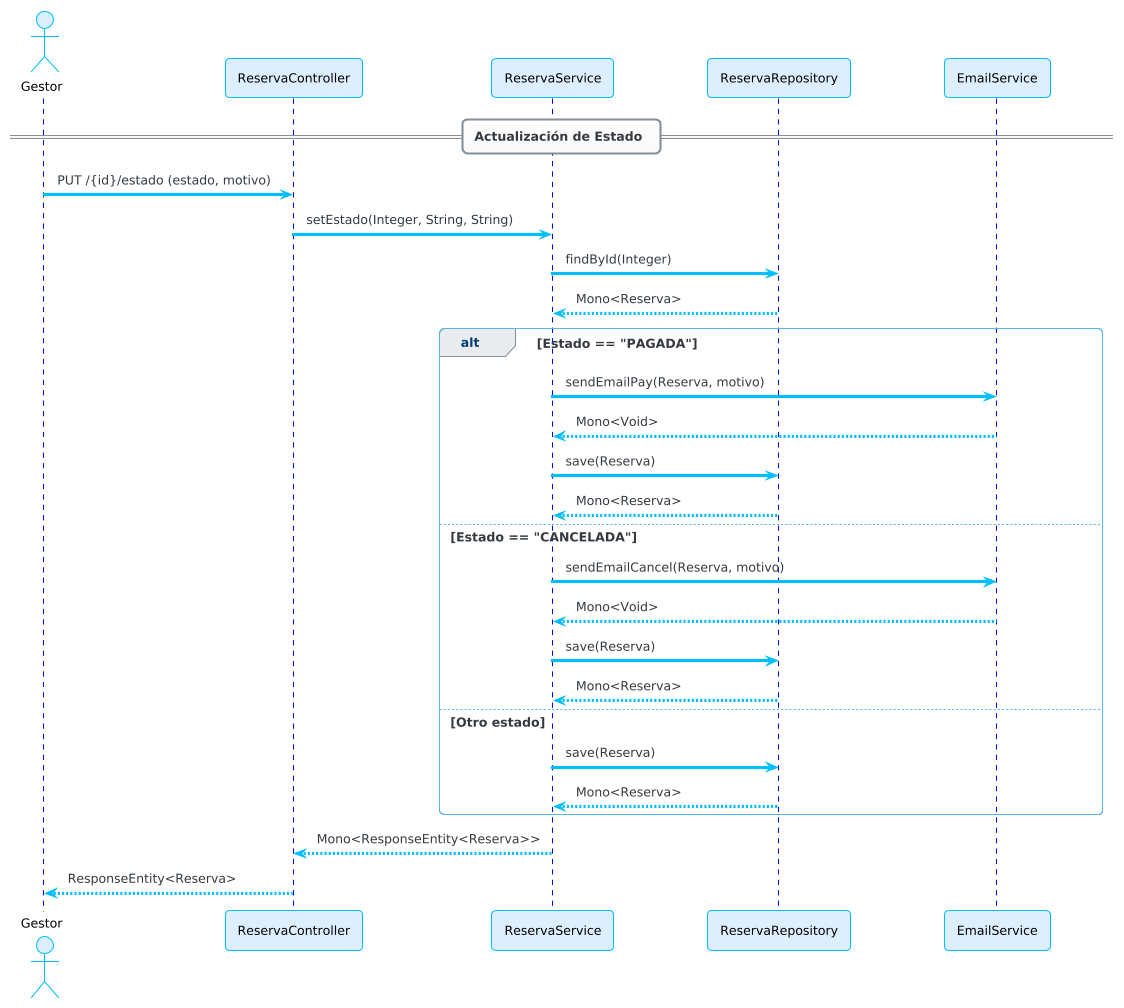 Gestor
ReservaController
ReservaService
ReservaRepository
EmailService
Actualización de Estado
PUT /{id}/estado (estado, motivo)
setEstado(Integer, String, String)
findById(Integer)
Mono<Reserva>
alt
[Estado == "PAGADA"]
sendEmailPay(Reserva, motivo)
Mono<Void>
save(Reserva)
Mono<Reserva>
[Estado == "CANCELADA"]
sendEmailCancel(Reserva, motivo)
Mono<Void>
save(Reserva)
Mono<Reserva>
[Otro estado]
save(Reserva)
Mono<Reserva>
Mono<ResponseEntity<Reserva>>
ResponseEntity<Reserva>
Gestor
ReservaController
ReservaService
ReservaRepository
EmailService